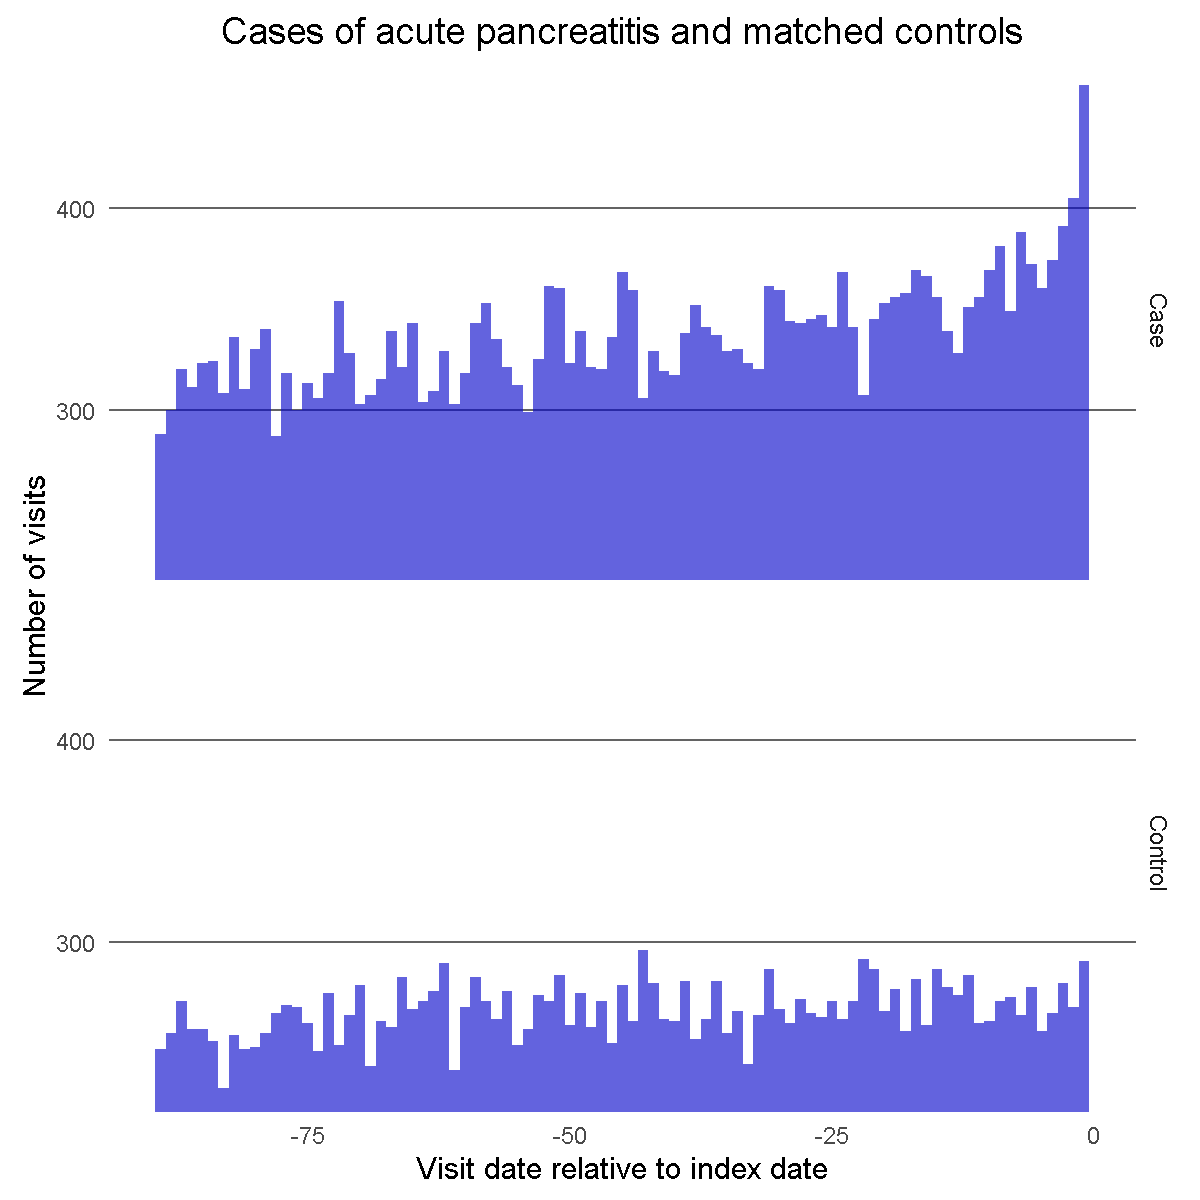 Cases of acute pancreatitis and matched controls
400
300
Case
Number of visits
400
300
Control
-75 -50 -25 0
Visit date relative to index date